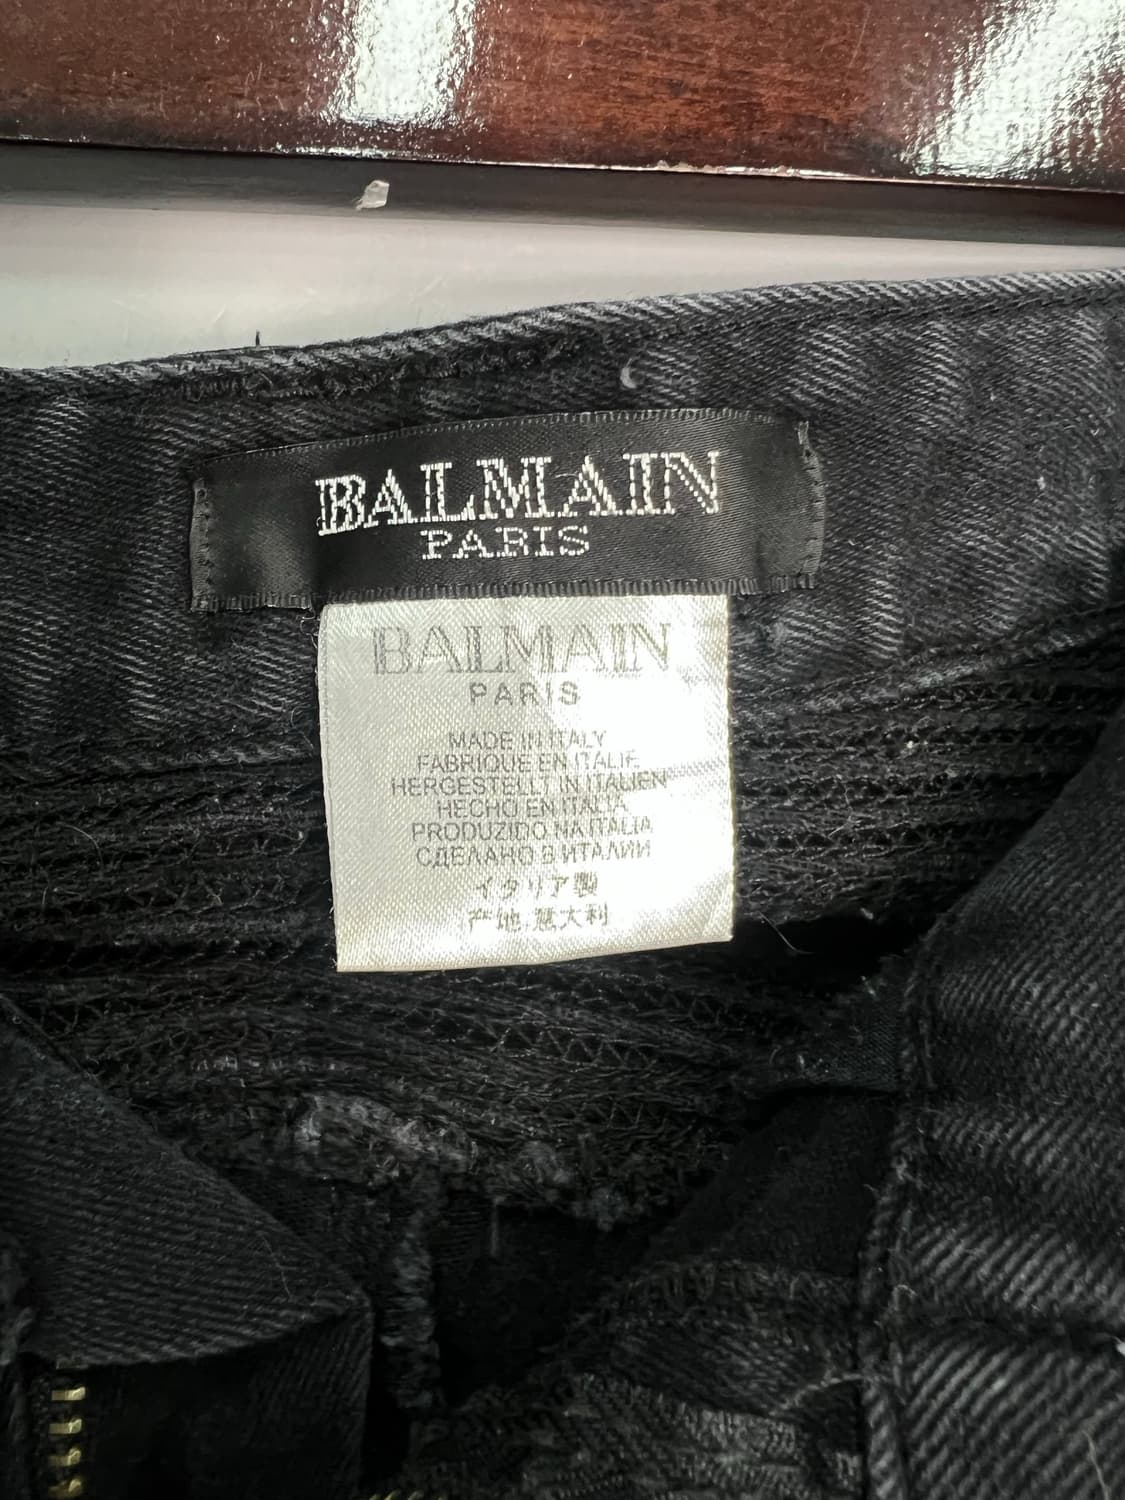 BALMAIN
PARIS
BALMAIN
PARIS
MADE IN ITALY
FABRIQUE EN ITALIE
HERGESTELLT IN ITALIEN
HECHO EN ITALIA
PRODUZIDO NA ITALIA
СДЕЛАНО В ИТАЛИИ
イタリア製
产地.意大利